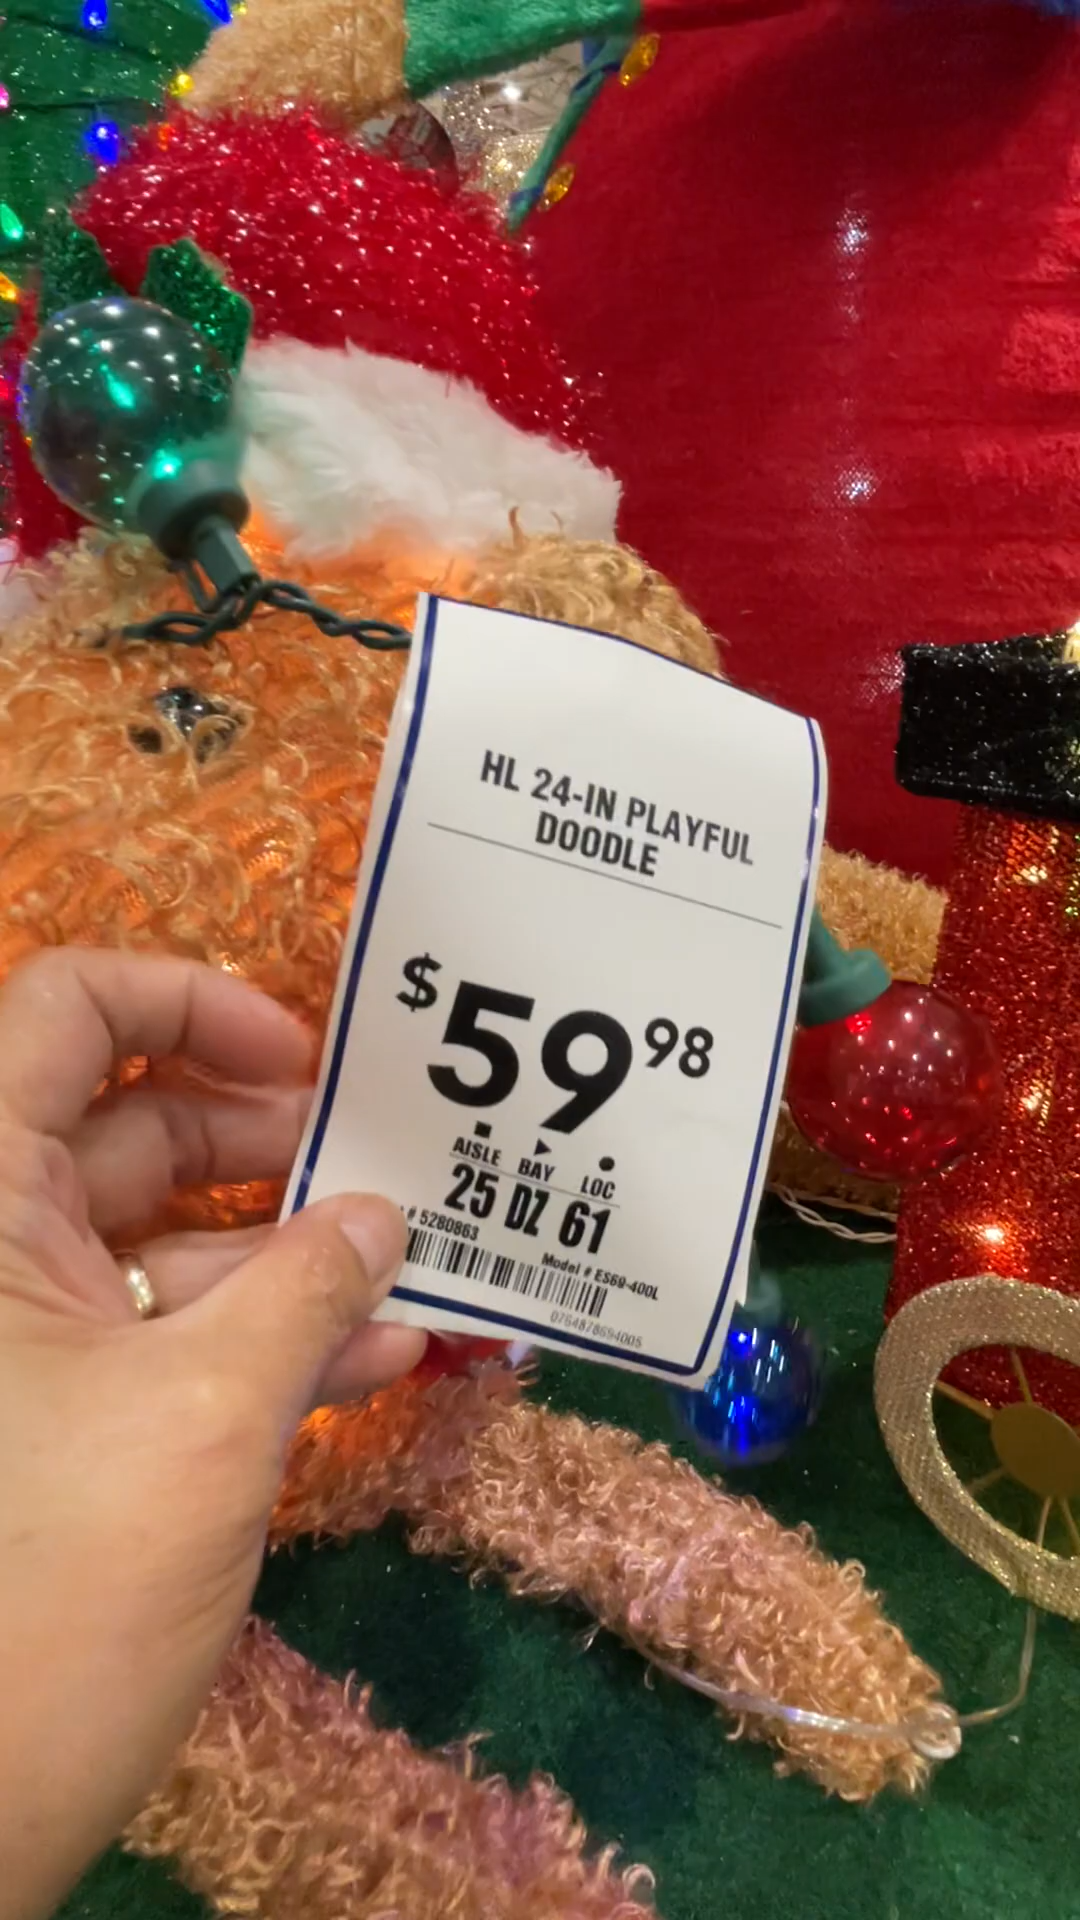 HL 24-IN PLAYFUL
DOODLE
$59 98
AISLE BAY LOC
25 DZ 61
# 5280863
Model # ES69-400L
0764878694005